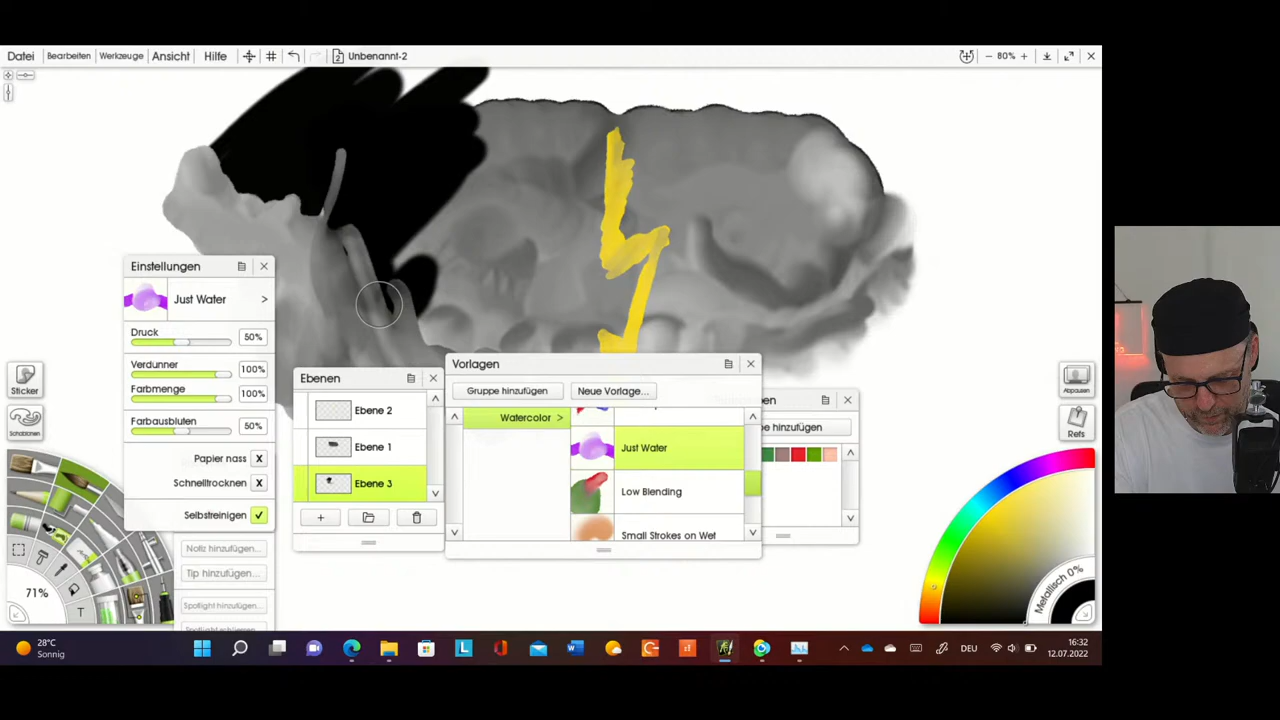 Datei Bearbeiten Werkzeuge Ansicht Hilfe 2 Unbenannt-2 − 80% +
Einstellungen
Just Water >
Druck 50%
Verdünner 100%
Farbmenge 100%
Farbausbluten 50%
Papier nass X
Schnelltrocknen X
Selbstreinigen
Notiz hinzufügen...
Tip hinzufügen...
Spotlight hinzufügen...
Ebenen
Ebene 2
Ebene 1
Ebene 3
Vorlagen
Gruppe hinzufügen Neue Vorlage...
Watercolor >
Just Water
Low Blending
Small Strokes on Wet
hinzufügen
Sticker
Schablonen
Abpausen
Refs
71%
T
Metallisch 0%
28°C
Sonnig
DEU
16:32
12.07.2022